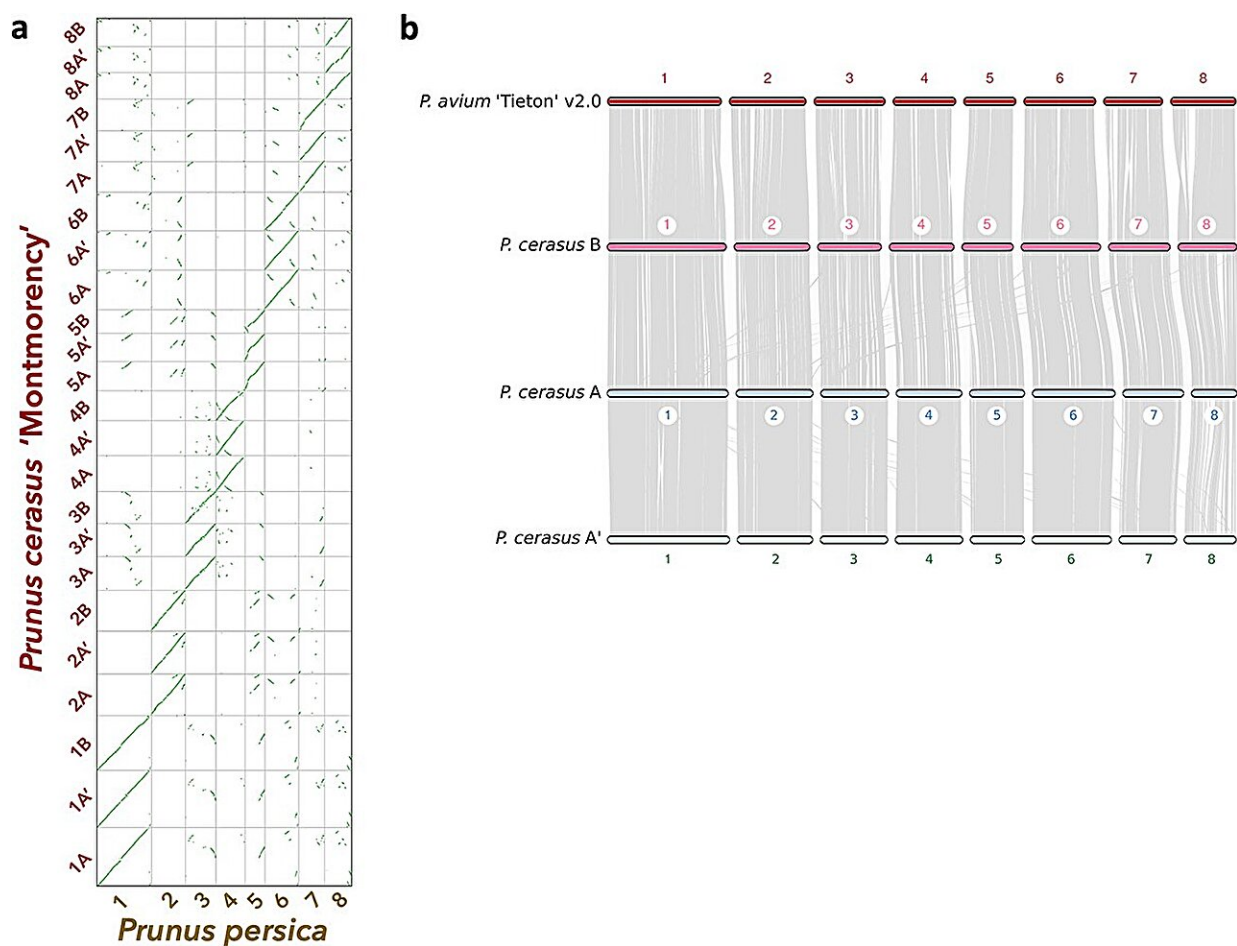 a
8B
8A'
8A
7B
7A'
7A
6B
6A'
6A
5B
5A'
5A
4B
4A'
4A
3B
3A'
3A
2B
2A'
2A
1B
1A'
1A
Prunus cerasus 'Montmorency'
1 2 3 4 5 6 7 8
Prunus persica
b
1 2 3 4 5 6 7 8
P. avium 'Tieton' v2.0
1 2 3 4 5 6 7 8
P. cerasus B
P. cerasus A
1 2 3 4 5 6 7 8
P. cerasus A'
1 2 3 4 5 6 7 8